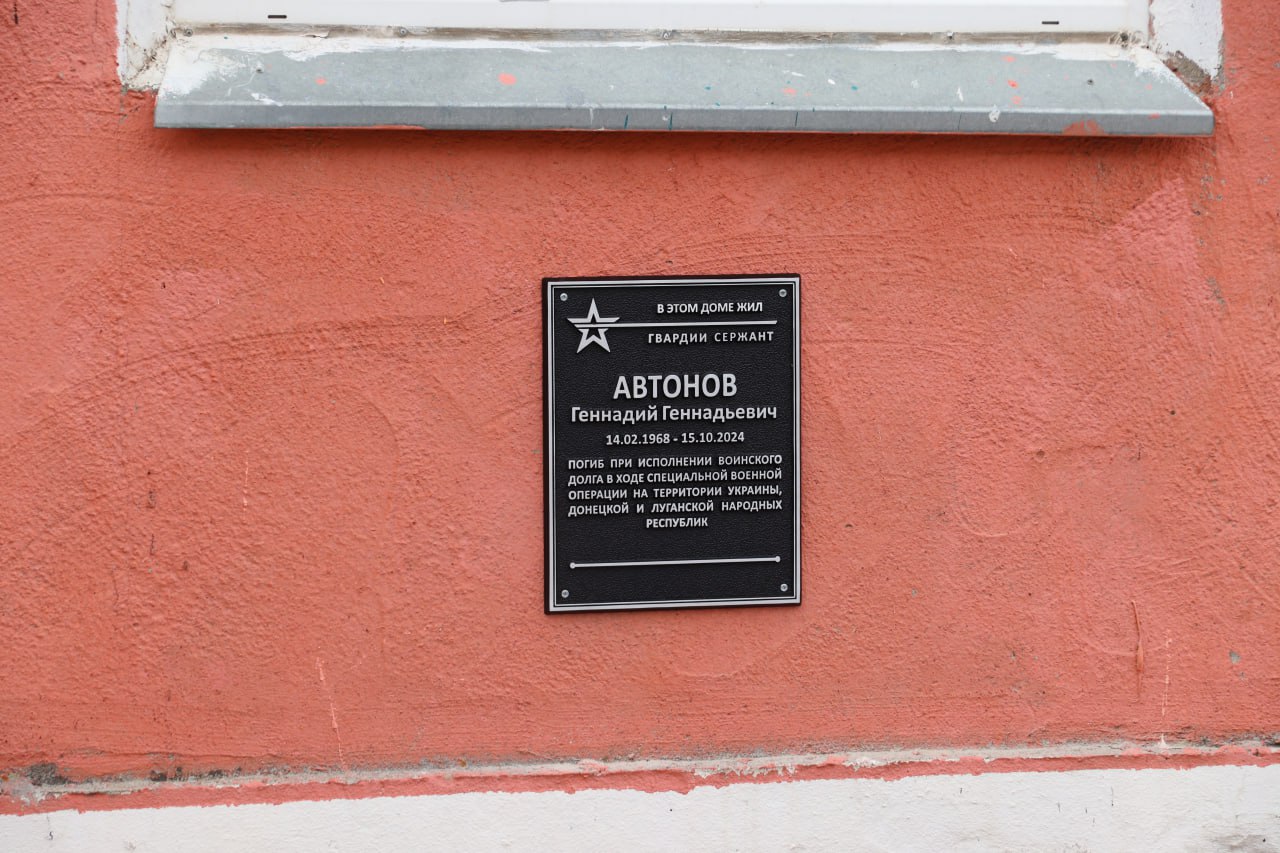 В ЭТОМ ДОМЕ ЖИЛ
ГВАРДИИ СЕРЖАНТ
АВТОНОВ
Геннадий Геннадьевич
14.02.1968 - 15.10.2024
ПОГИБ ПРИ ИСПОЛНЕНИИ ВОИНСКОГО
ДОЛГА В ХОДЕ СПЕЦИАЛЬНОЙ ВОЕННОЙ
ОПЕРАЦИИ НА ТЕРРИТОРИИ УКРАИНЫ,
ДОНЕЦКОЙ И ЛУГАНСКОЙ НАРОДНЫХ
РЕСПУБЛИК